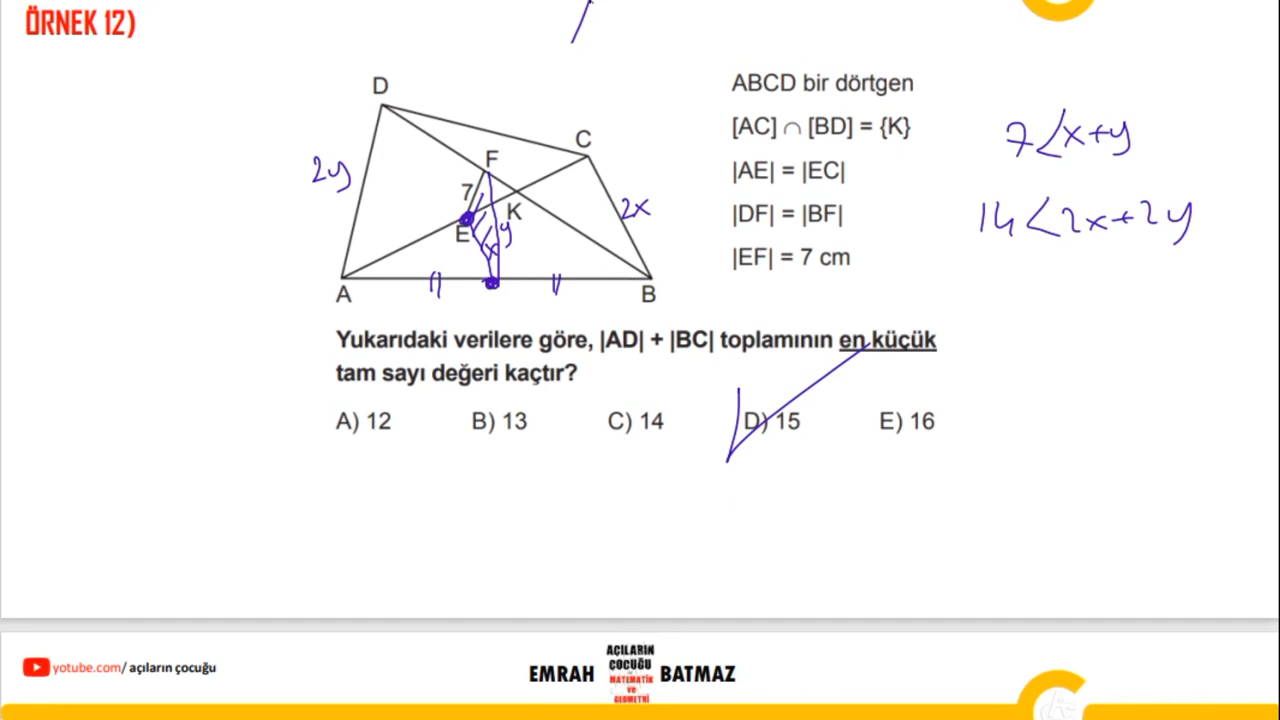 ÖRNEK 12)
D
C
F
7
K
E
A
B
2y
2x
x
y
ABCD bir dörtgen
[AC] ∩ [BD] = {K}
|AE| = |EC|
|DF| = |BF|
|EF| = 7 cm
7 < x+y
14 < 2x+2y
Yukarıdaki verilere göre, |AD| + |BC| toplamının en küçük
tam sayı değeri kaçtır?
A) 12 B) 13 C) 14 D) 15 E) 16
yotube.com/ açıların çocuğu
EMRAH BATMAZ
AÇILARIN
ÇOCUĞU
MATEMATİK
ve
GEOMETRİ